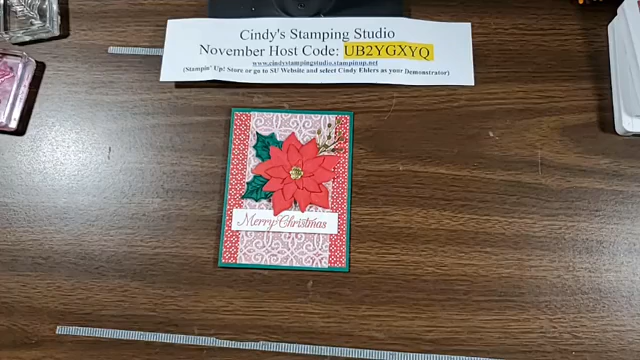 Cindy's Stamping Studio
November Host Code: UB2YGXYQ
www.cindystampingstudio.stampinup.net
(Stampin' Up! Store or go to SU Website and select Cindy Ehlers as your Demonstrator)
Merry Christmas